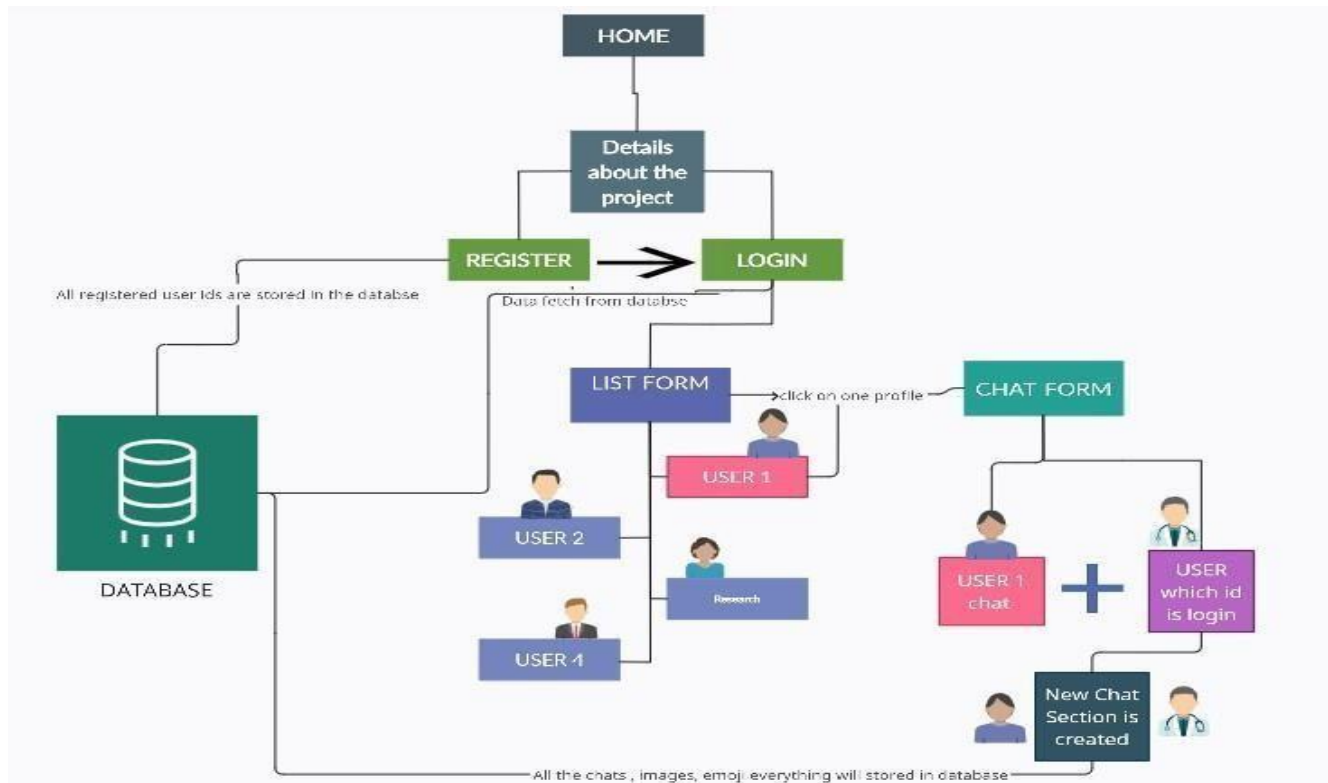 HOME
Details
about the
project
REGISTER
LOGIN
All registered user ids are stored in the databse
Data fetch from databse
LIST FORM
click on one profile
CHAT FORM
USER 1
USER 2
DATABASE
Research
USER 1
chat
USER
which id
is login
USER 4
New Chat
Section is
created
All the chats , images, emoji everything will stored in database